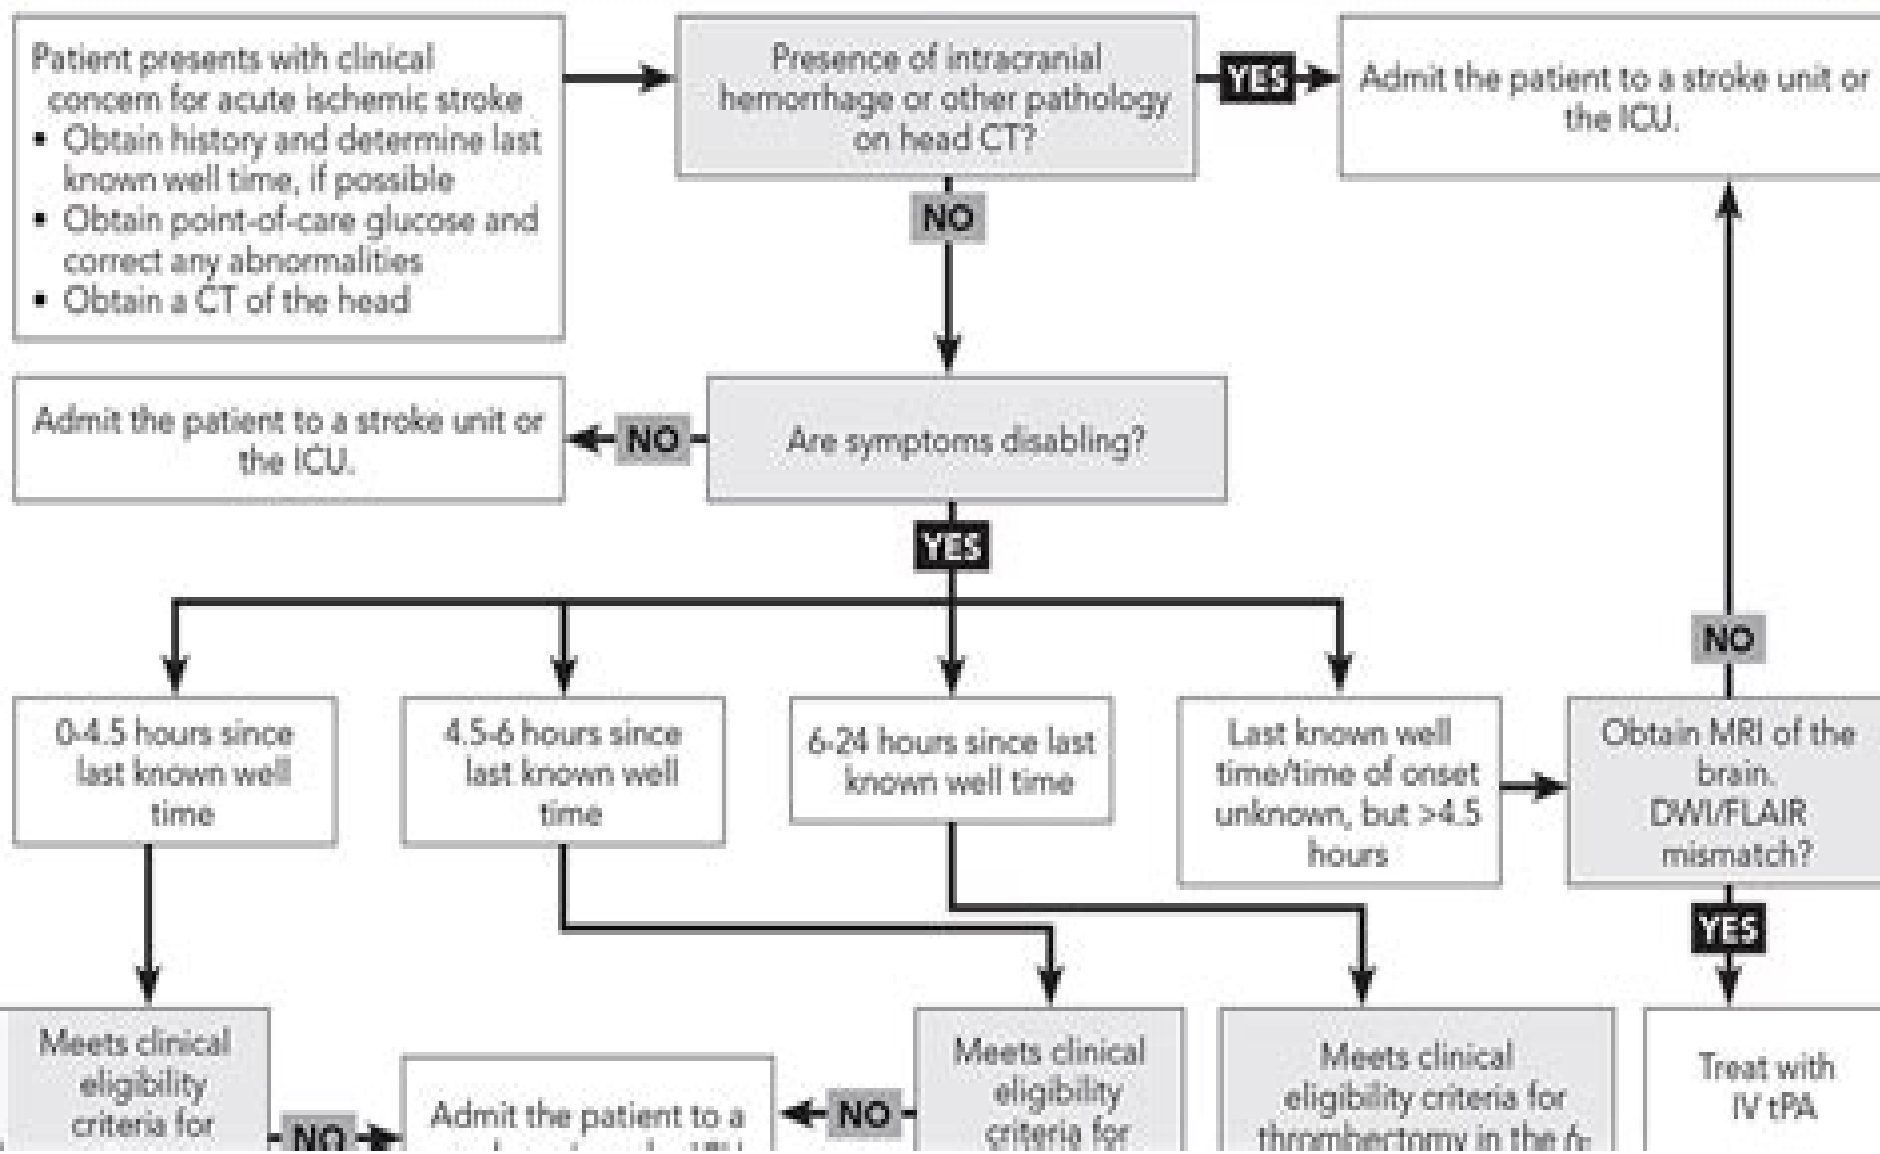 Patient presents with clinical
concern for acute ischemic stroke
• Obtain history and determine last
known well time, if possible
• Obtain point-of-care glucose and
correct any abnormalities
• Obtain a CT of the head
Presence of intracranial
hemorrhage or other pathology
on head CT?
YES
Admit the patient to a stroke unit or
the ICU.
NO
Admit the patient to a stroke unit or
the ICU.
NO
Are symptoms disabling?
YES
NO
0-4.5 hours since
last known well
time
4.5-6 hours since
last known well
time
6-24 hours since last
known well time
Last known well
time/time of onset
unknown, but >4.5
hours
Obtain MRI of the
brain.
DWI/FLAIR
mismatch?
YES
Meets clinical
eligibility
criteria for
NO
Admit the patient to a
NO
Meets clinical
eligibility
criteria for
Meets clinical
eligibility criteria for
thrombectomy in the 6-
Treat with
IV tPA